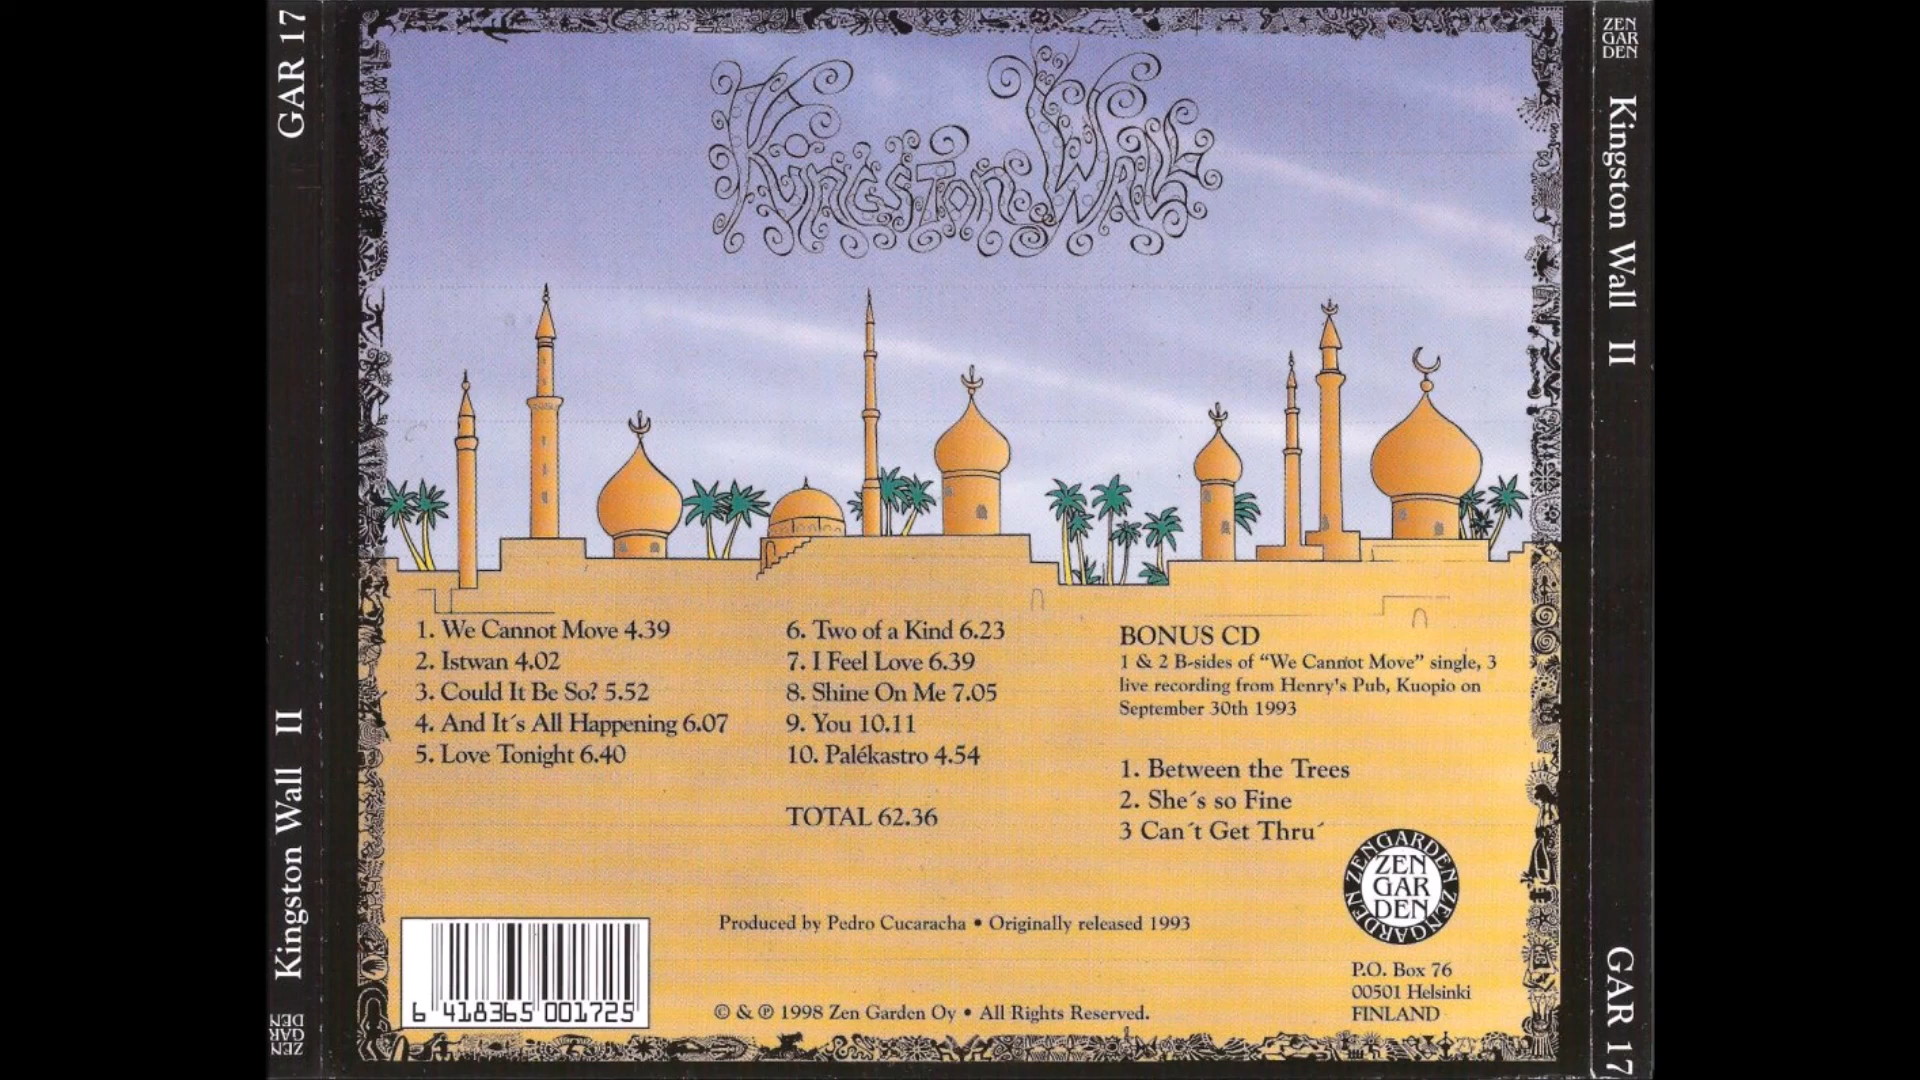 GAR 17
Kingston Wall II
ZEN
GAR
DEN
Kingston Wall
1. We Cannot Move 4.39
2. Istwan 4.02
3. Could It Be So? 5.52
4. And It´s All Happening 6.07
5. Love Tonight 6.40
6. Two of a Kind 6.23
7. I Feel Love 6.39
8. Shine On Me 7.05
9. You 10.11
10. Palékastro 4.54
TOTAL 62.36
BONUS CD
1 & 2 B-sides of “We Cannot Move” single, 3
live recording from Henry's Pub, Kuopio on
September 30th 1993
1. Between the Trees
2. She´s so Fine
3 Can´t Get Thru´
ZENGARDEN ZENGARDEN
ZEN
GAR
DEN
Produced by Pedro Cucaracha • Originally released 1993
6 418365 001725
© & ℗ 1998 Zen Garden Oy • All Rights Reserved.
P.O. Box 76
00501 Helsinki
FINLAND
ZEN
GAR
DEN
Kingston Wall II
GAR 17